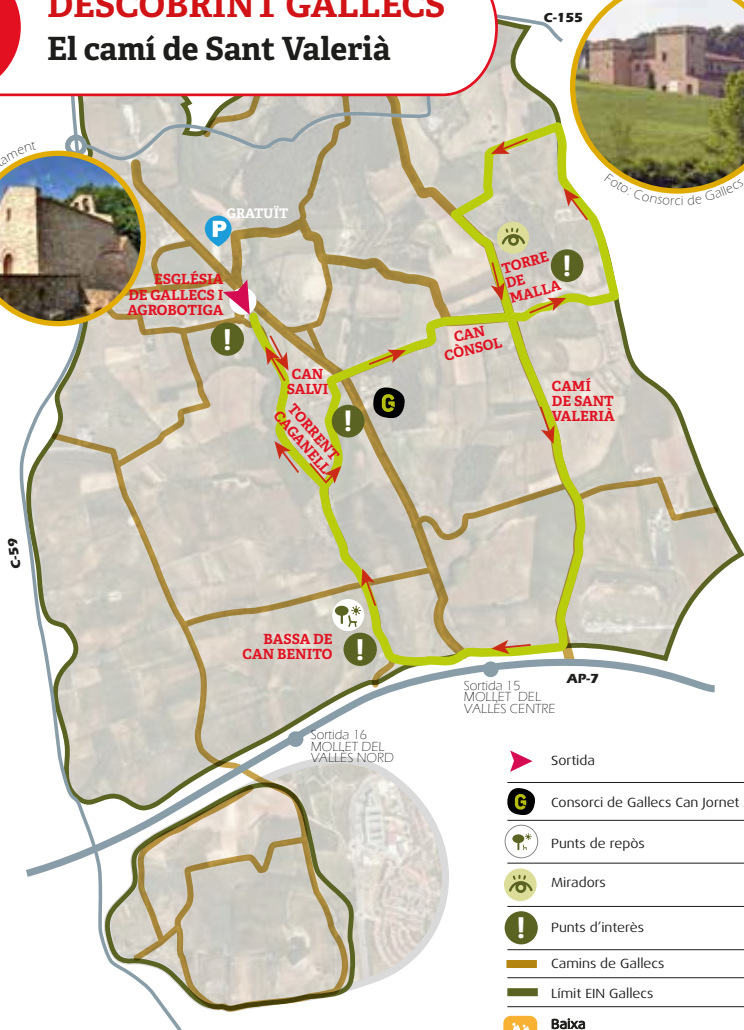 DESCOBRINT GALLECS
El camí de Sant Valerià
C-155
Foto: Consorci de Gallecs
P
GRATUÏT
ESGLÉSIA
DE GALLECS I
AGROBOTIGA
!
TORRE
DE
MALLA
!
CAN
CÒNSOL
CAN
SALVI
G
!
TORRENT
CAGANELL
CAMÍ
DE SANT
VALERIÀ
C-59
BASSA DE
CAN BENITO
!
AP-7
Sortida 15
MOLLET DEL
VALLÈS CENTRE
Sortida 16
MOLLET DEL
VALLÈS NORD
Sortida
G Consorci de Gallecs Can Jornet
Punts de repòs
Miradors
! Punts d'interès
Camins de Gallecs
Límit EIN Gallecs
Baixa